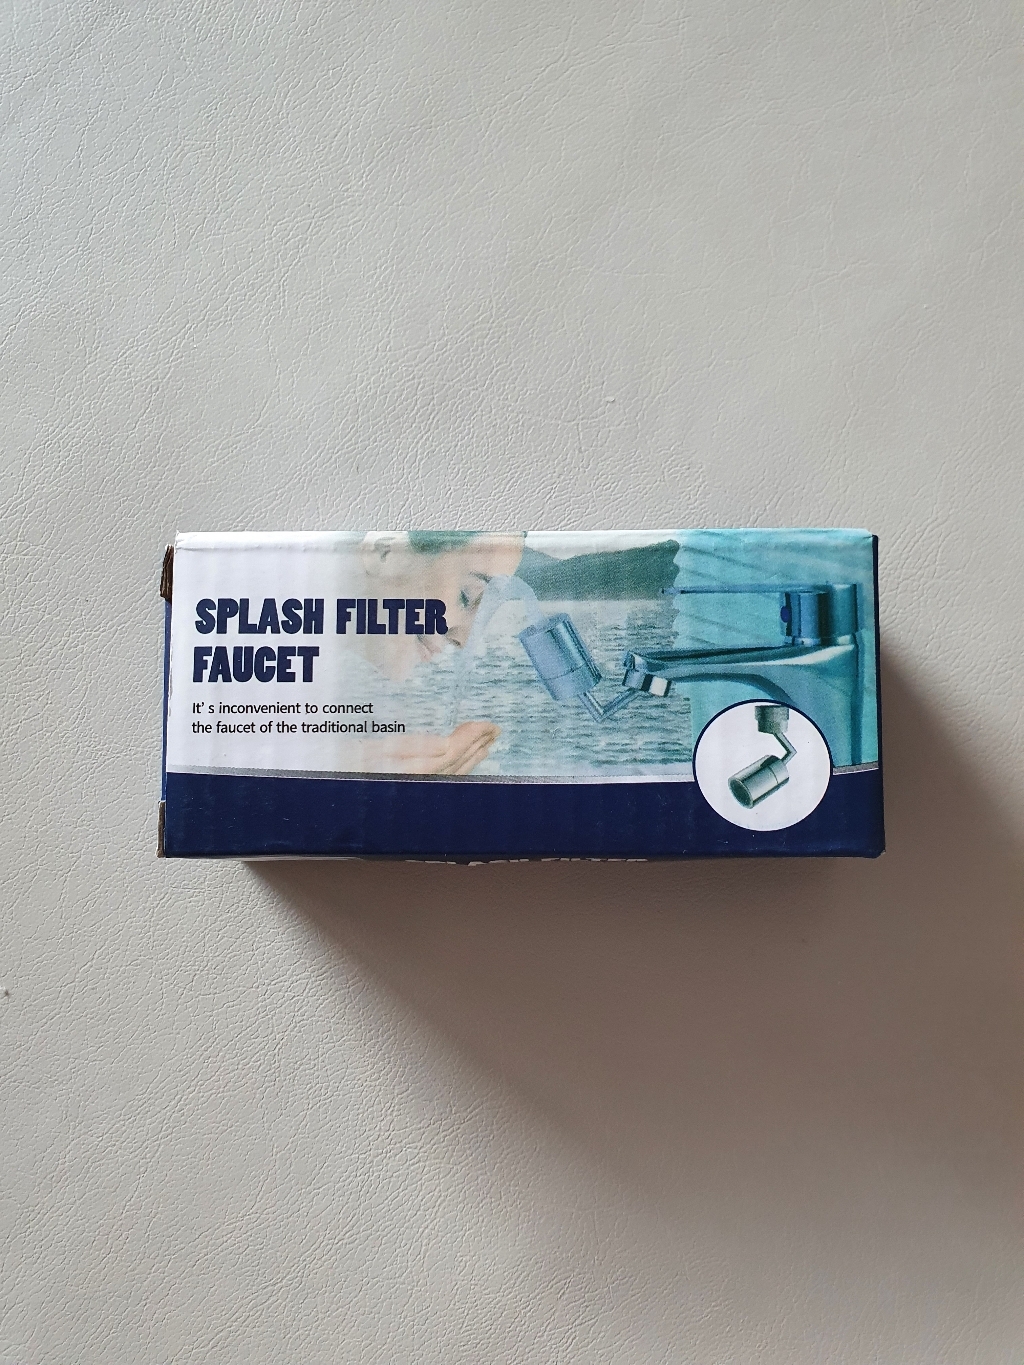 SPLASH FILTER
FAUCET
It's inconvenient to connect
the faucet of the traditional basin